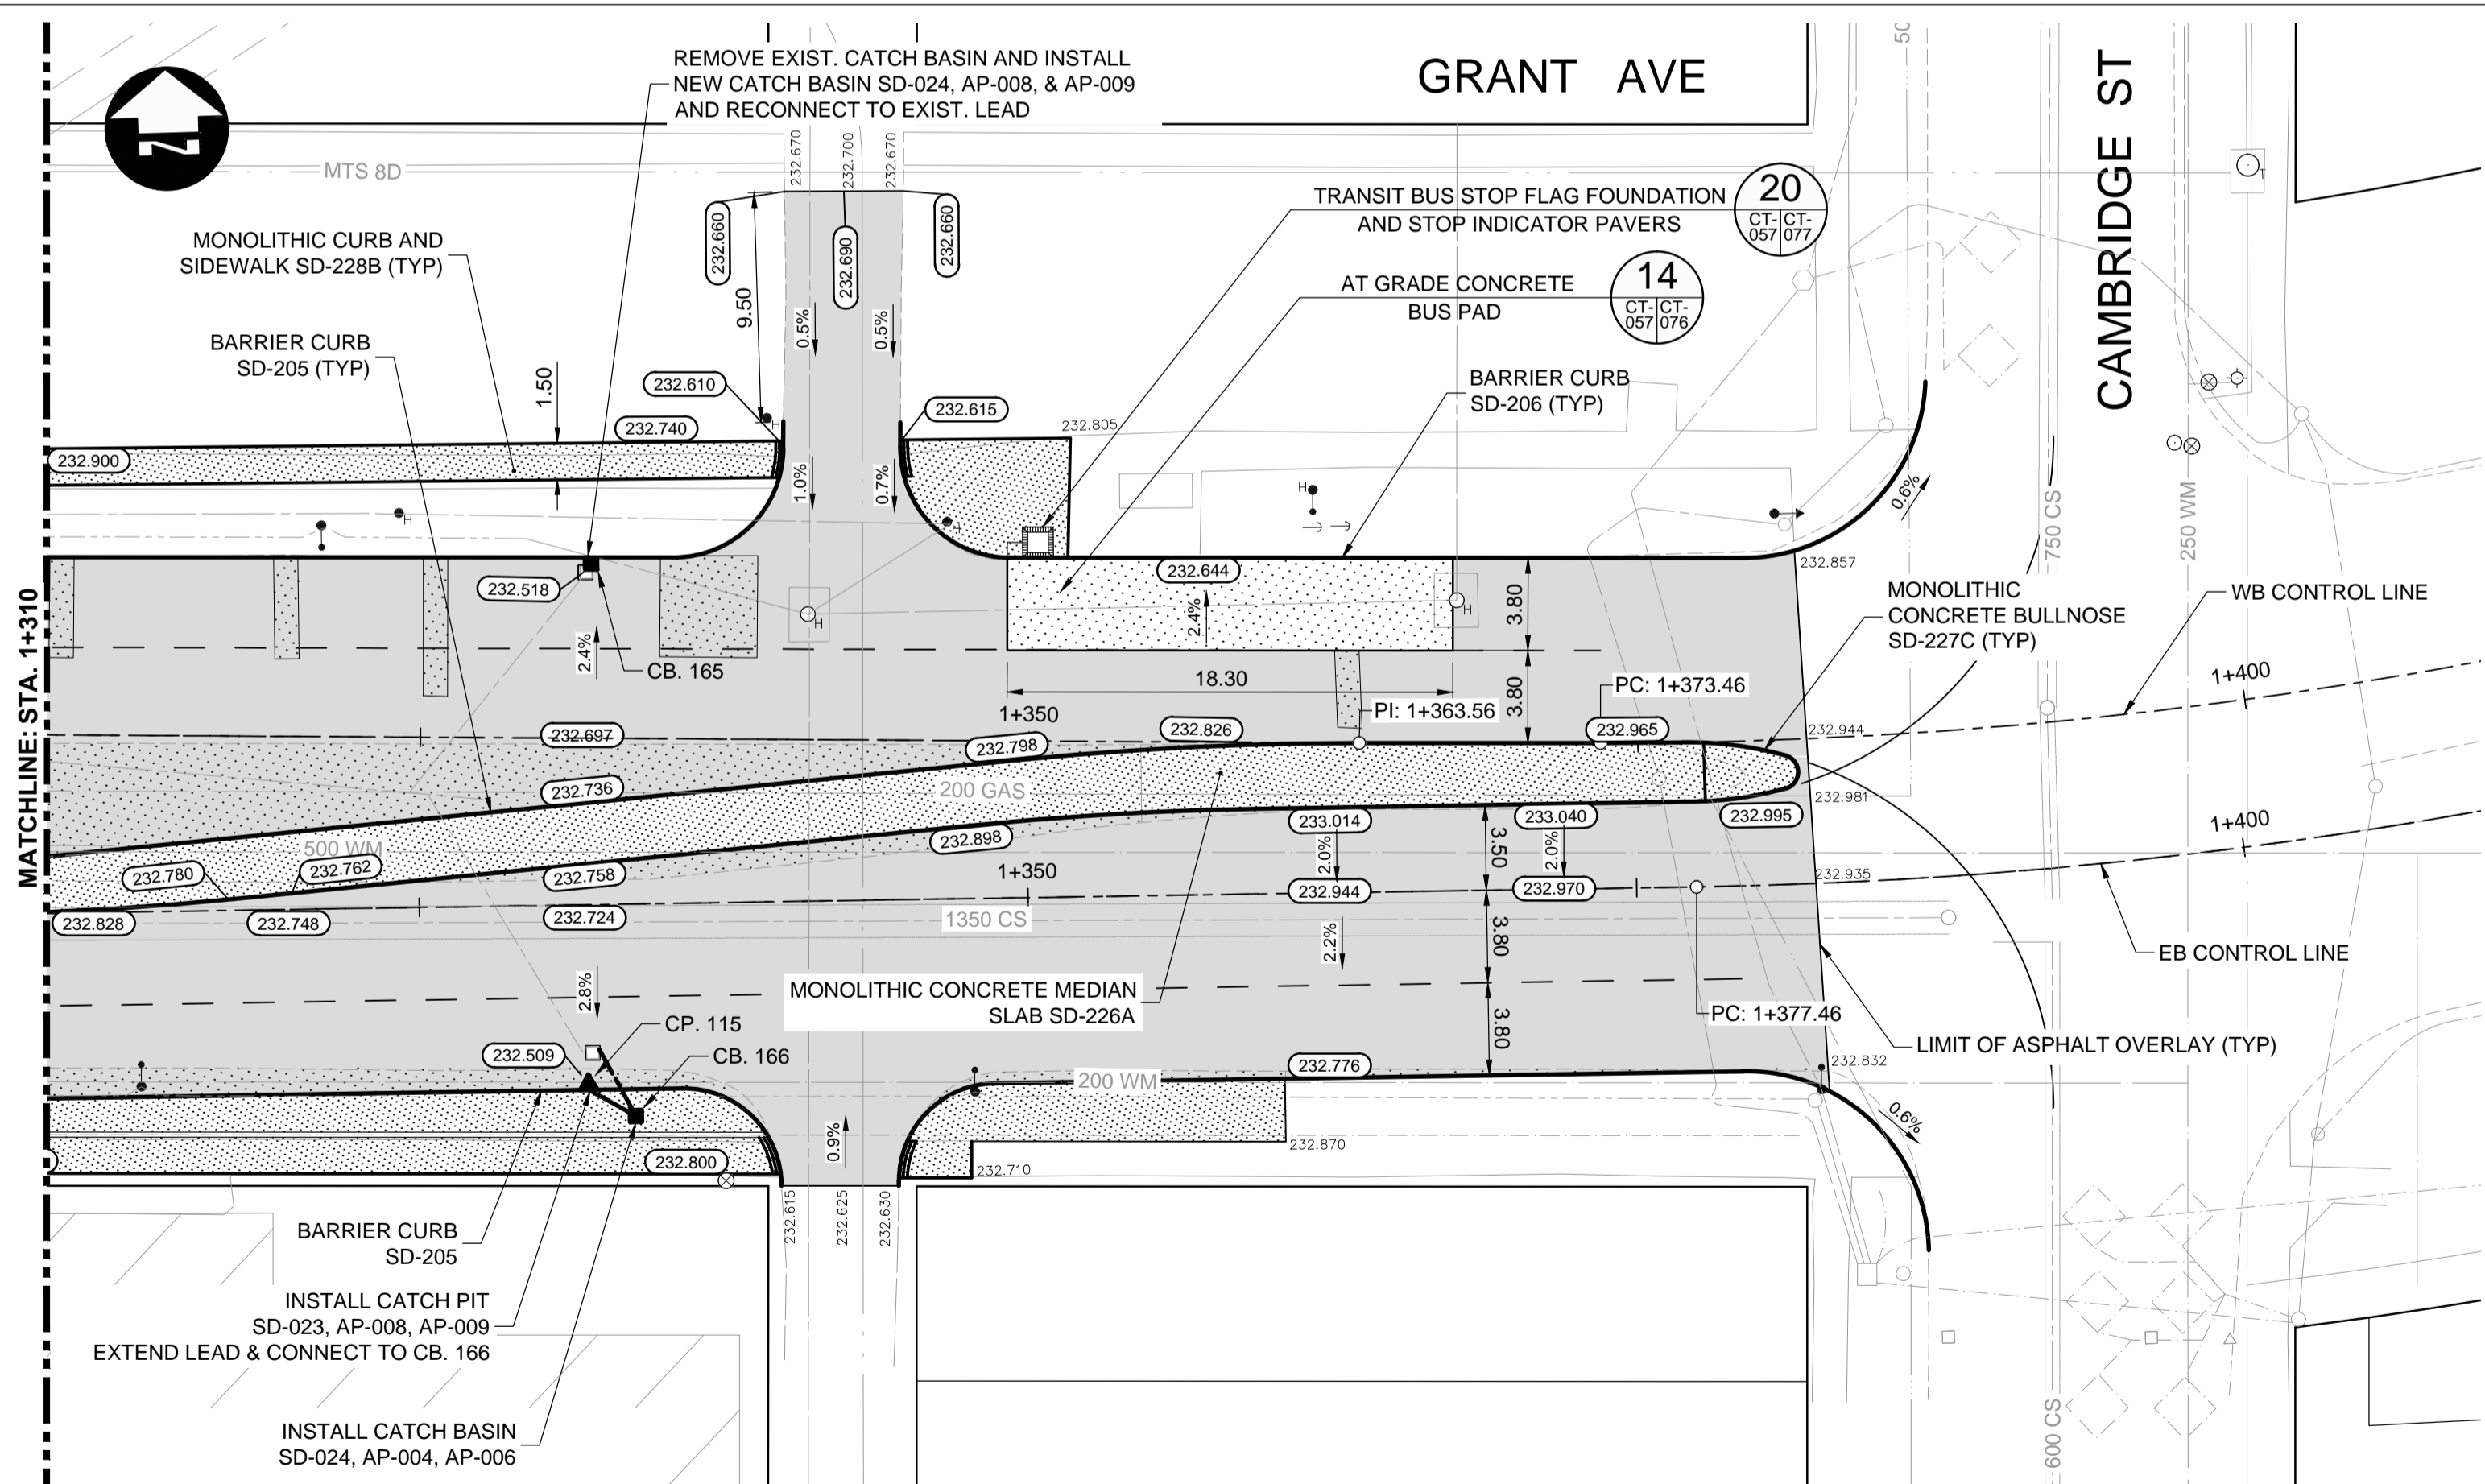 REMOVE EXIST. CATCH BASIN AND INSTALL
NEW CATCH BASIN SD-024, AP-008, & AP-009
AND RECONNECT TO EXIST. LEAD
GRANT AVE
CAMBRIDGE ST
50
N
MTS 8D
232.670
232.700
232.670
TRANSIT BUS STOP FLAG FOUNDATION
AND STOP INDICATOR PAVERS
20
CT-057
CT-077
MONOLITHIC CURB AND
SIDEWALK SD-228B (TYP)
232.660
232.690
232.660
AT GRADE CONCRETE
BUS PAD
14
CT-057
CT-076
9.50
0.5%
0.5%
BARRIER CURB
SD-205 (TYP)
1.50
232.610
232.740
232.615
232.805
BARRIER CURB
SD-206 (TYP)
232.900
1.0%
0.7%
H
H
H
H
0.6%
750 CS
250 WM
T
MATCHLINE: STA. 1+310
232.518
2.4%
CB. 165
H
232.644
2.4%
H
3.80
232.857
MONOLITHIC
CONCRETE BULLNOSE
SD-227C (TYP)
WB CONTROL LINE
18.30
3.80
PC: 1+373.46
PI: 1+363.56
1+400
1+350
232.697
232.798
232.826
232.965
232.944
232.736
200 GAS
232.981
500 WM
232.898
233.014
233.040
232.995
1+400
232.780
232.762
232.758
1+350
2.0%
3.50
2.0%
232.935
232.828
232.748
232.724
1350 CS
232.944
232.970
2.2%
3.80
EB CONTROL LINE
2.8%
MONOLITHIC CONCRETE MEDIAN
SLAB SD-226A
PC: 1+377.46
3.80
CP. 115
232.509
CB. 166
LIMIT OF ASPHALT OVERLAY (TYP)
232.832
232.776
200 WM
0.6%
0.9%
232.870
232.800
232.710
232.615
232.625
232.630
BARRIER CURB
SD-205
INSTALL CATCH PIT
SD-023, AP-008, AP-009
EXTEND LEAD & CONNECT TO CB. 166
INSTALL CATCH BASIN
SD-024, AP-004, AP-006
600 CS